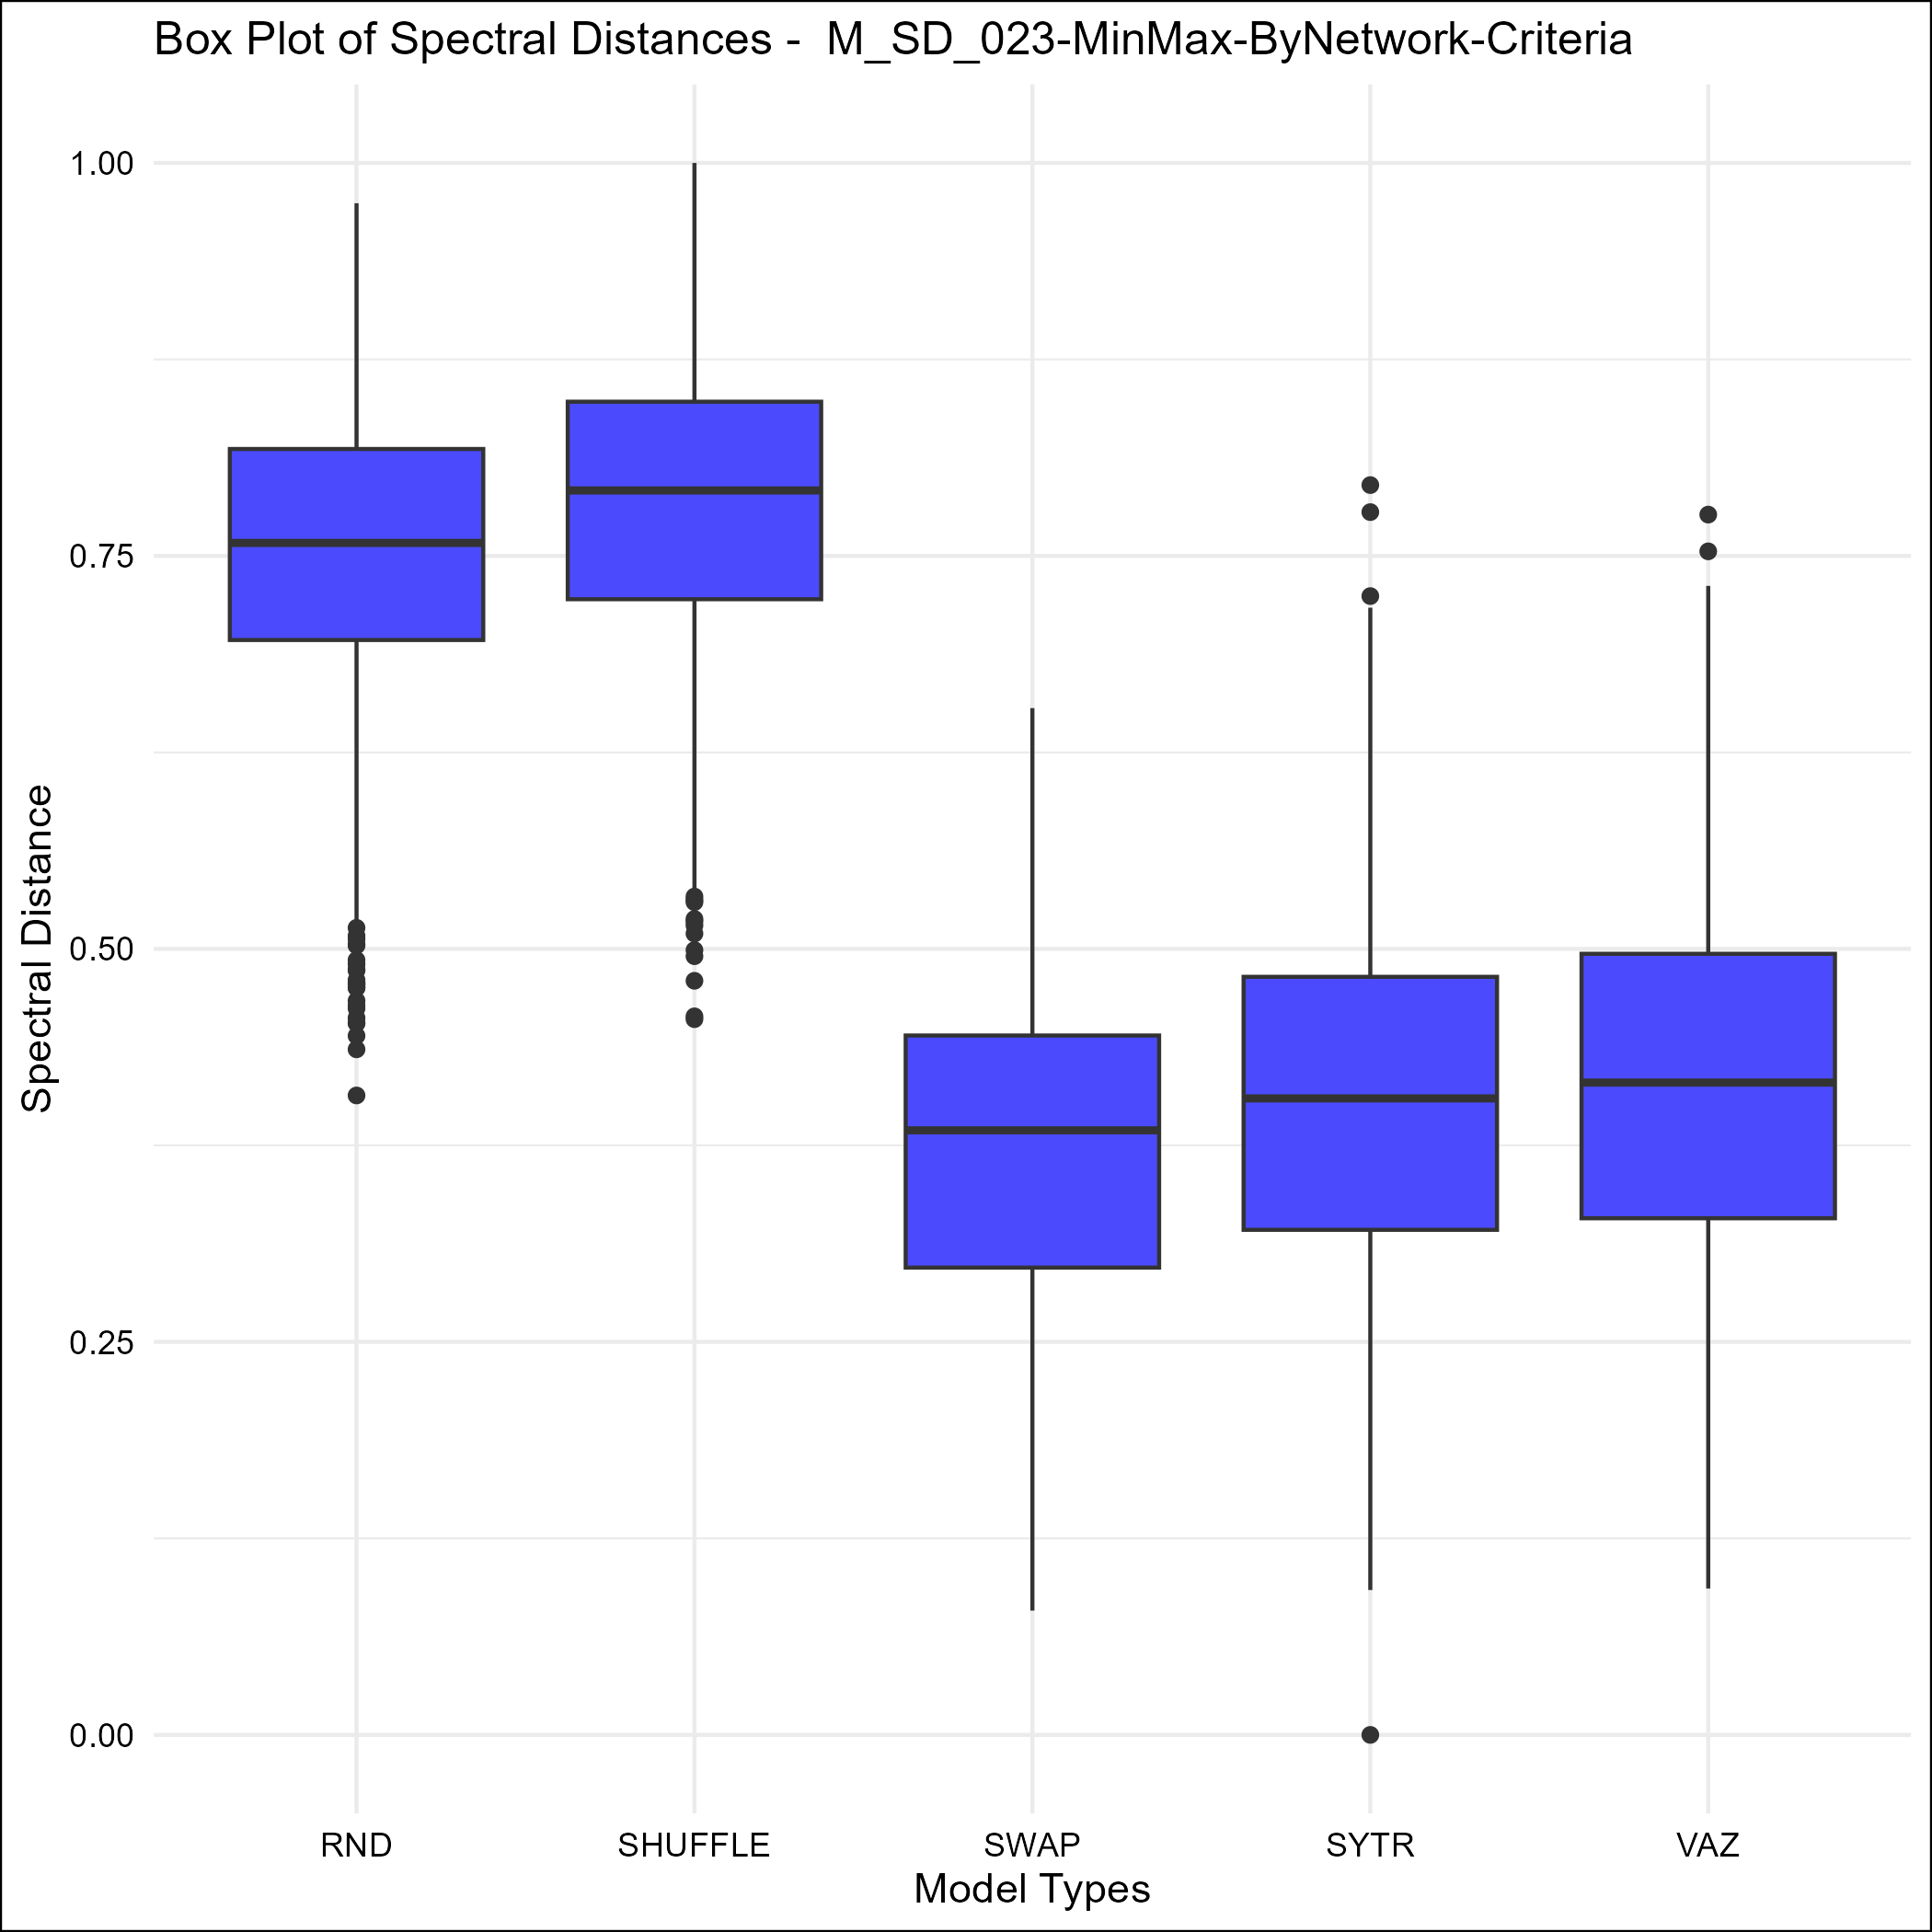 Box Plot of Spectral Distances -  M_SD_023-MinMax-ByNetwork-Criteria
Spectral Distance
1.00
0.75
0.50
0.25
0.00
RND SHUFFLE SWAP SYTR VAZ
Model Types